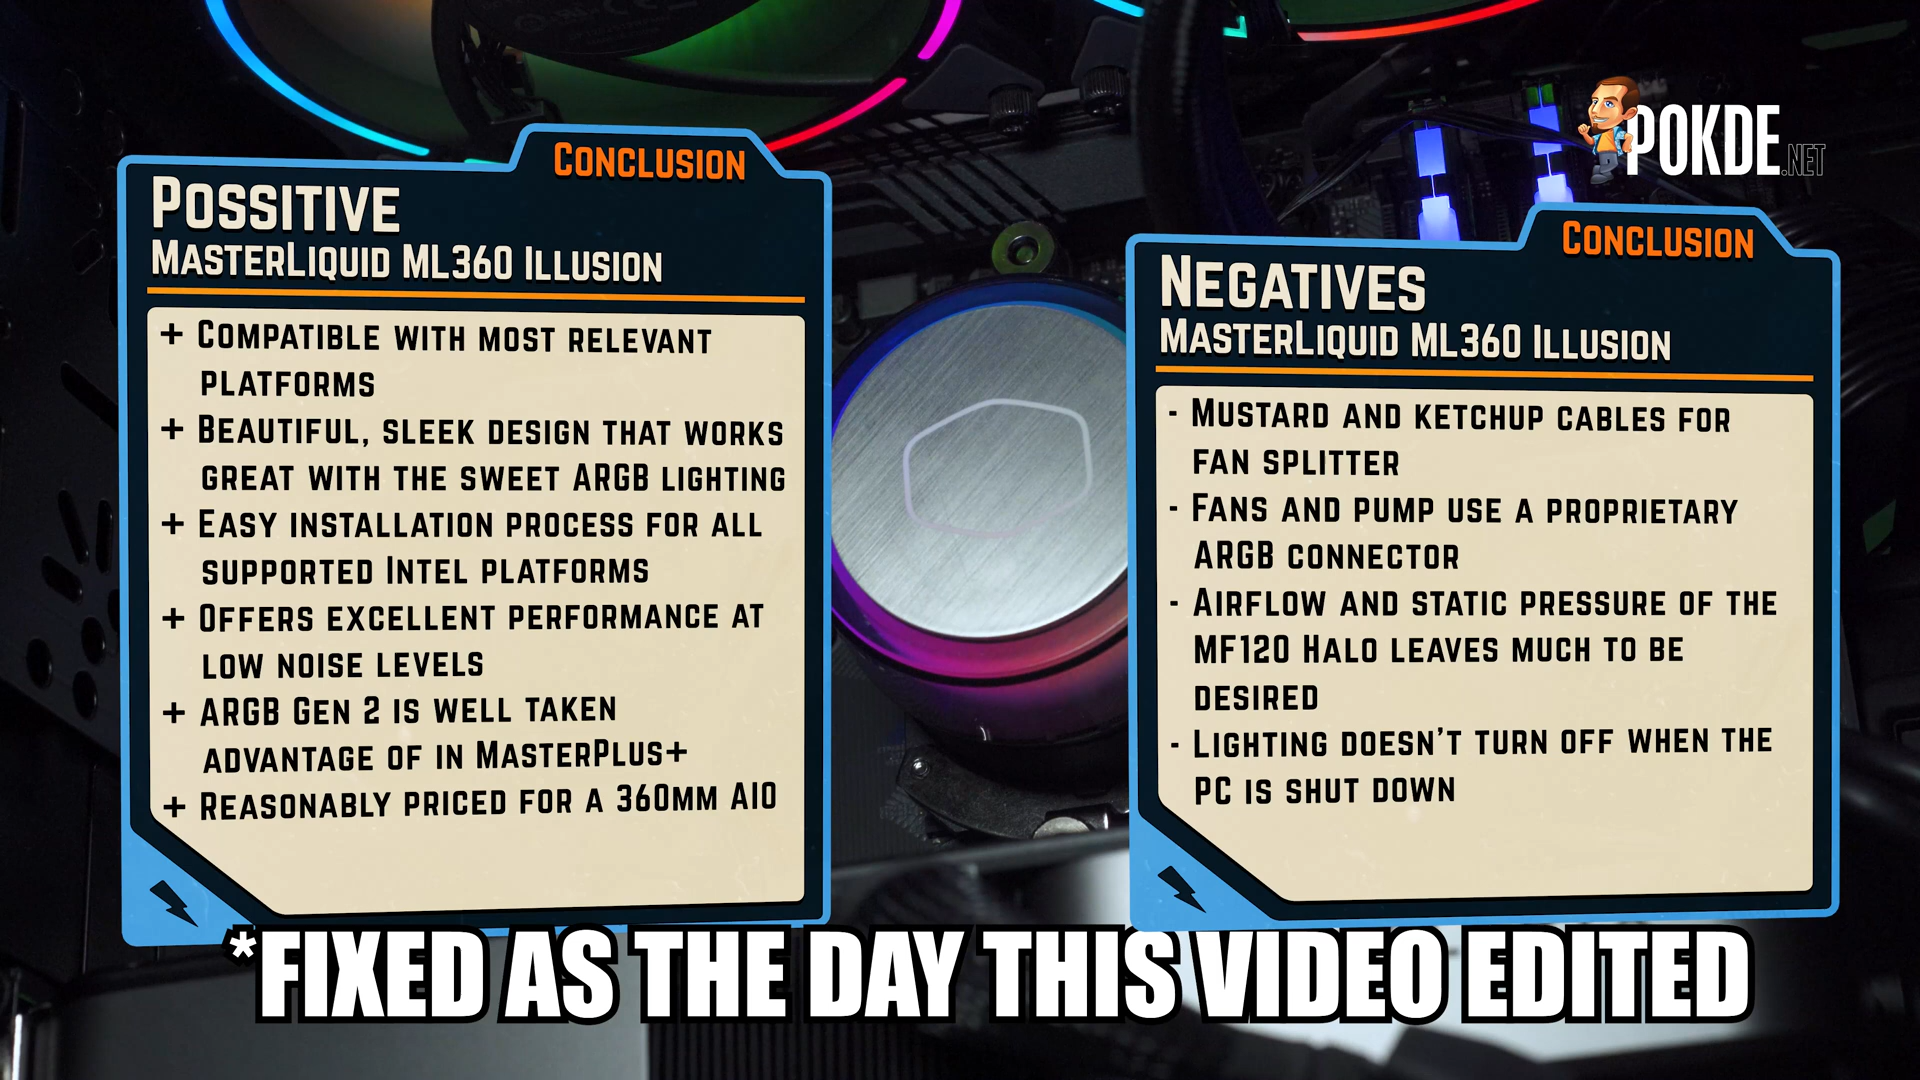 POKDE.NET
Conclusion
Possitive
MasterLiquid ML360 Illusion
+ Compatible with most relevant
platforms
+ Beautiful, sleek design that works
great with the sweet ARGB lighting
+ Easy installation process for all
supported Intel platforms
+ Offers excellent performance at
low noise levels
+ ARGB Gen 2 is well taken
advantage of in MasterPlus+
+ Reasonably priced for a 360mm AIO
Conclusion
Negatives
MasterLiquid ML360 Illusion
- Mustard and ketchup cables for
fan splitter
- Fans and pump use a proprietary
ARGB connector
- Airflow and static pressure of the
MF120 Halo leaves much to be
desired
- Lighting doesn't turn off when the
PC is shut down
*FIXED AS THE DAY THIS VIDEO EDITED